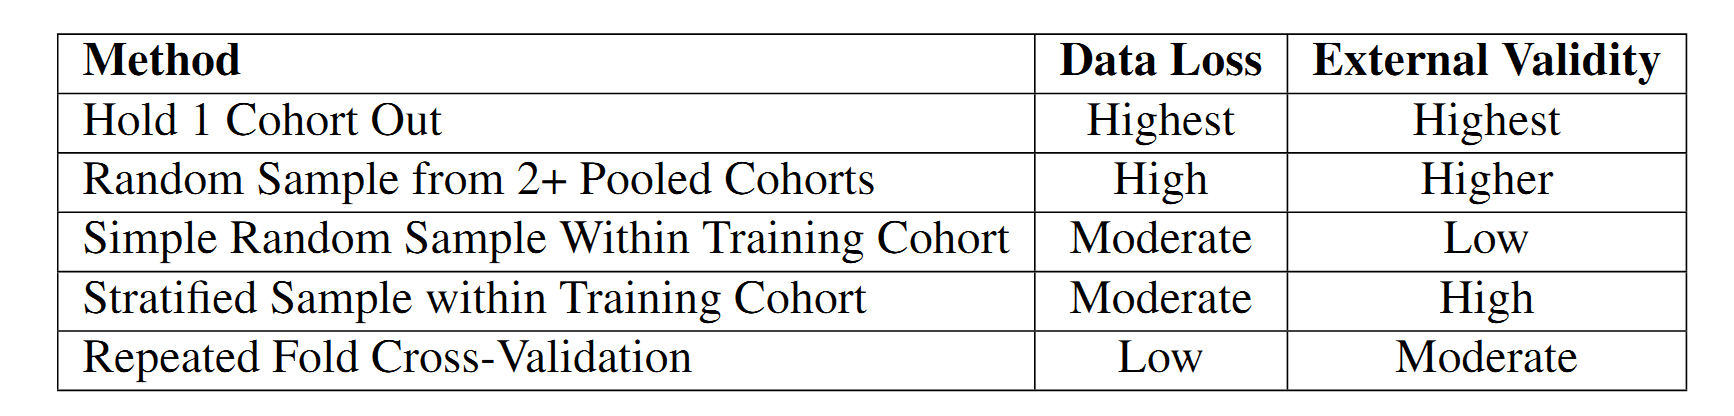 Method Data Loss External Validity
Hold 1 Cohort Out Highest Highest
Random Sample from 2+ Pooled Cohorts High Higher
Simple Random Sample Within Training Cohort Moderate Low
Stratified Sample within Training Cohort Moderate High
Repeated Fold Cross-Validation Low Moderate